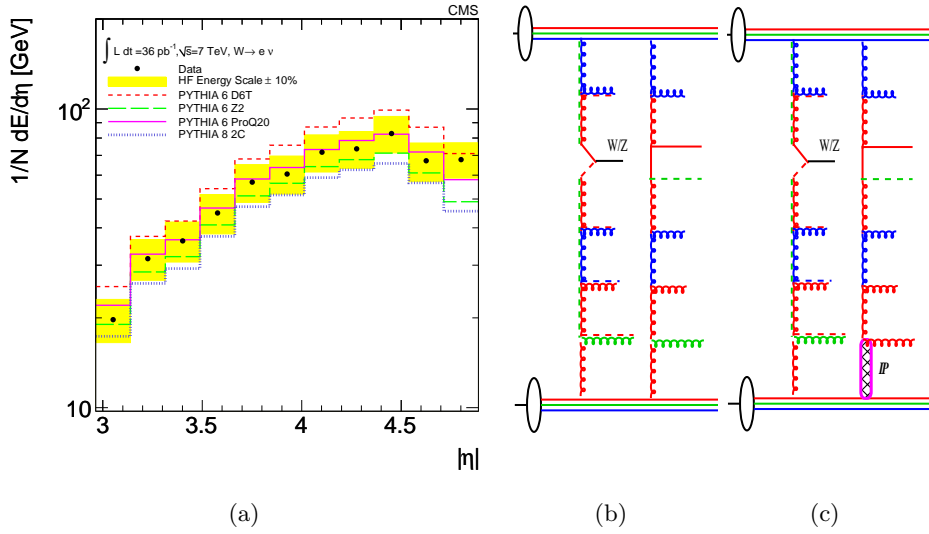 CMS
∫ L dt =36 pb⁻¹,√s=7 TeV, W→ e ν
Data
HF Energy Scale ± 10%
PYTHIA 6 D6T
PYTHIA 6 Z2
PYTHIA 6 ProQ20
PYTHIA 8 2C
1/N dE/dη [GeV]
10²
10
3 3.5 4 4.5
|η|
W/Z
W/Z
IP
(a) (b) (c)